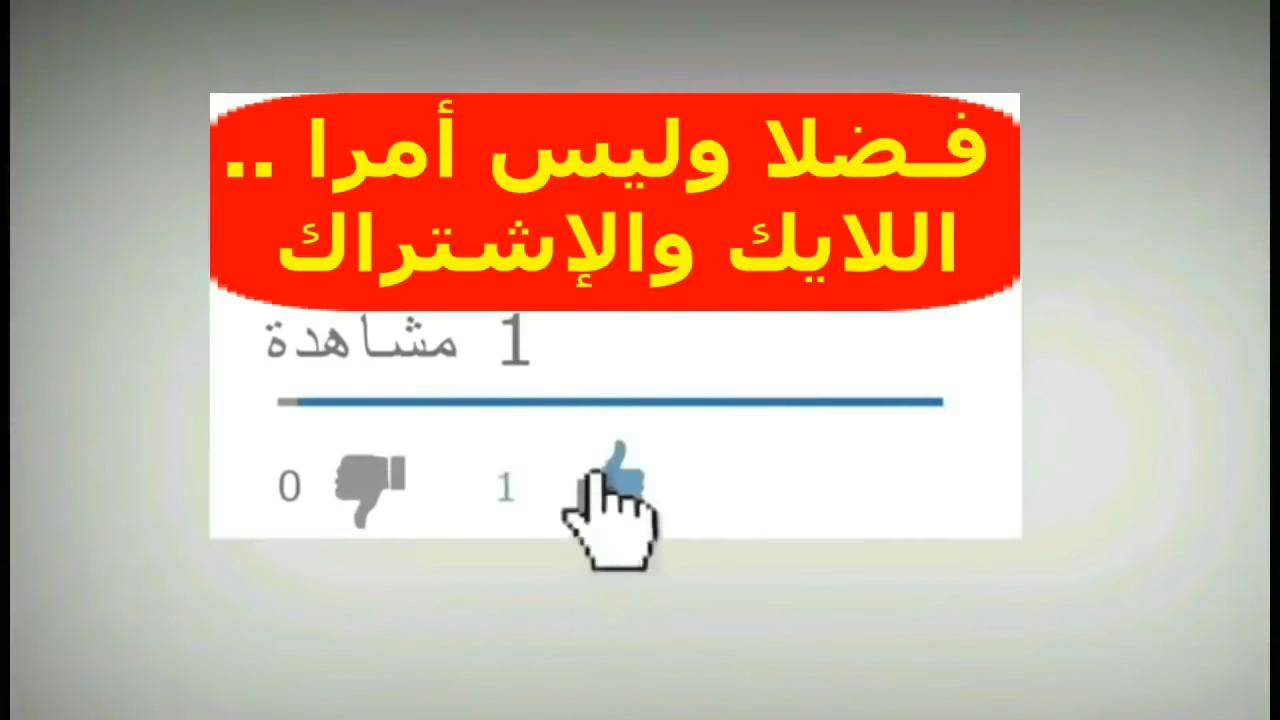 فـضلا وليس أمرا ..
اللايك والإشتراك
1 مشاهدة
1
0